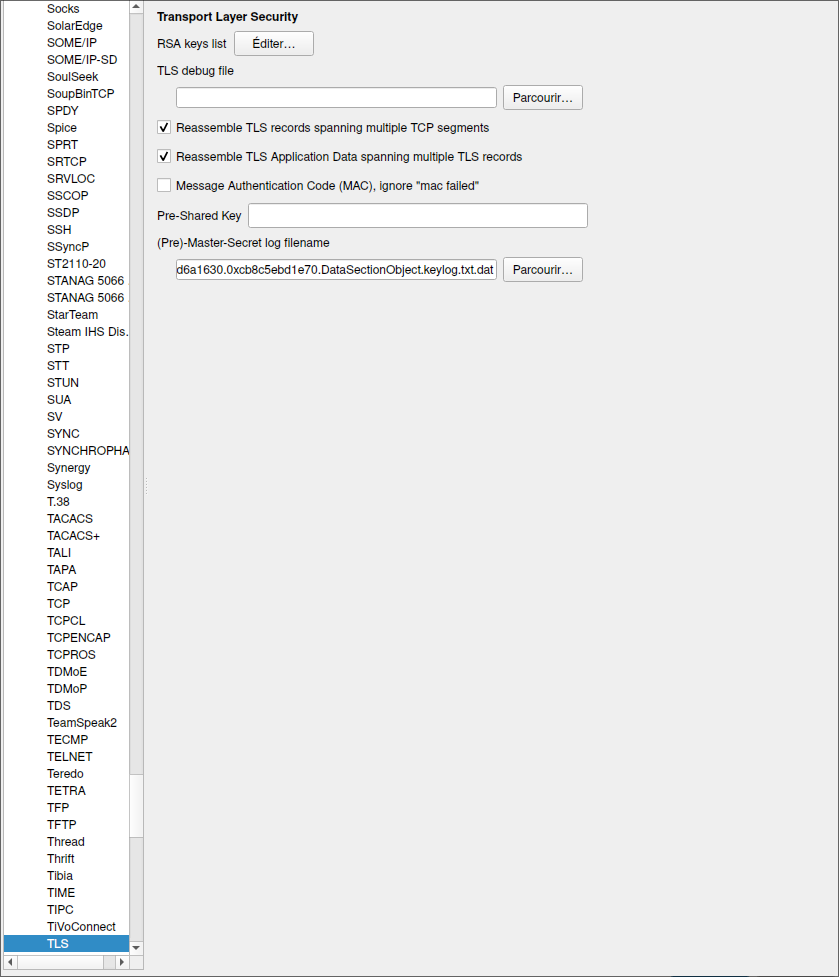 Socks
SolarEdge
SOME/IP
SOME/IP-SD
SoulSeek
SoupBinTCP
SPDY
Spice
SPRT
SRTCP
SRVLOC
SSCOP
SSDP
SSH
SSyncP
ST2110-20
STANAG 5066 .
STANAG 5066 .
StarTeam
Steam IHS Dis.
STP
STT
STUN
SUA
SV
SYNC
SYNCHROPHA
Synergy
Syslog
T.38
TACACS
TACACS+
TALI
TAPA
TCAP
TCP
TCPCL
TCPENCAP
TCPROS
TDMoE
TDMoP
TDS
TeamSpeak2
TECMP
TELNET
Teredo
TETRA
TFP
TFTP
Thread
Thrift
Tibia
TIME
TIPC
TiVoConnect
TLS
Transport Layer Security
RSA keys list Éditer…
TLS debug file
Parcourir…
Reassemble TLS records spanning multiple TCP segments
Reassemble TLS Application Data spanning multiple TLS records
Message Authentication Code (MAC), ignore "mac failed"
Pre-Shared Key
(Pre)-Master-Secret log filename
d6a1630.0xcb8c5ebd1e70.DataSectionObject.keylog.txt.dat Parcourir…